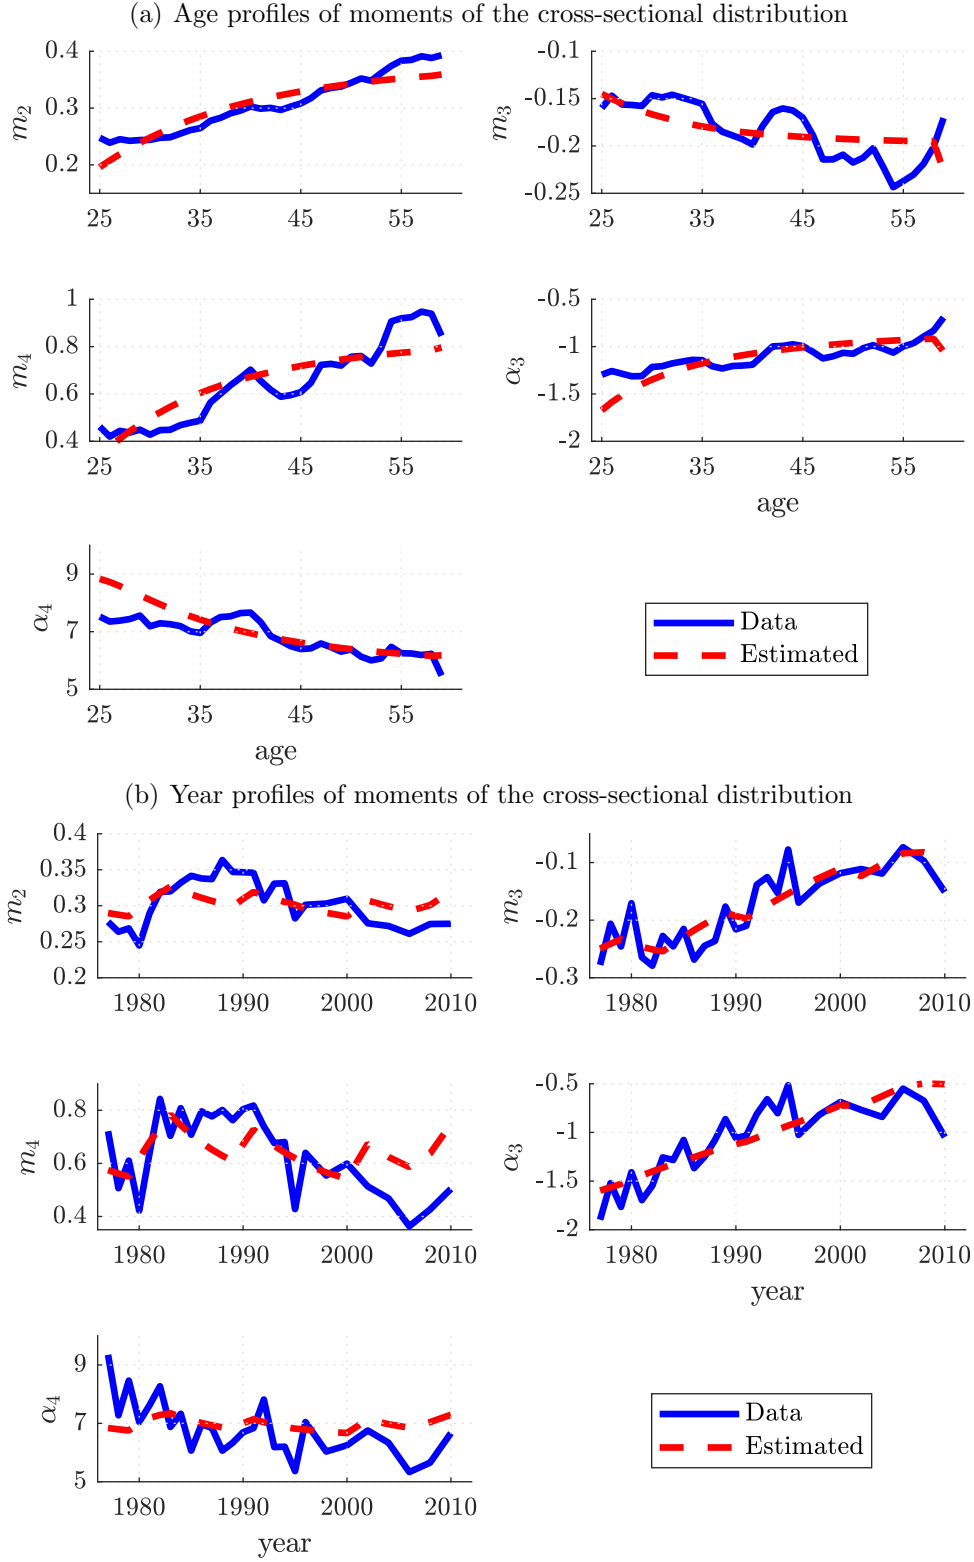 (a) Age profiles of moments of the cross-sectional distribution
0.4
0.3
0.2
m2
25 35 45 55
-0.1
-0.15
-0.2
-0.25
m3
25 35 45 55
1
0.8
0.6
0.4
m4
25 35 45 55
-0.5
-1
-1.5
-2
α3
25 35 45 55
age
9
7
5
α4
25 35 45 55
age
Data
Estimated
(b) Year profiles of moments of the cross-sectional distribution
0.4
0.35
0.3
0.25
0.2
m2
1980 1990 2000 2010
-0.1
-0.2
-0.3
m3
1980 1990 2000 2010
0.8
0.6
0.4
m4
1980 1990 2000 2010
-0.5
-1
-1.5
-2
α3
1980 1990 2000 2010
year
9
7
5
α4
1980 1990 2000 2010
year
Data
Estimated